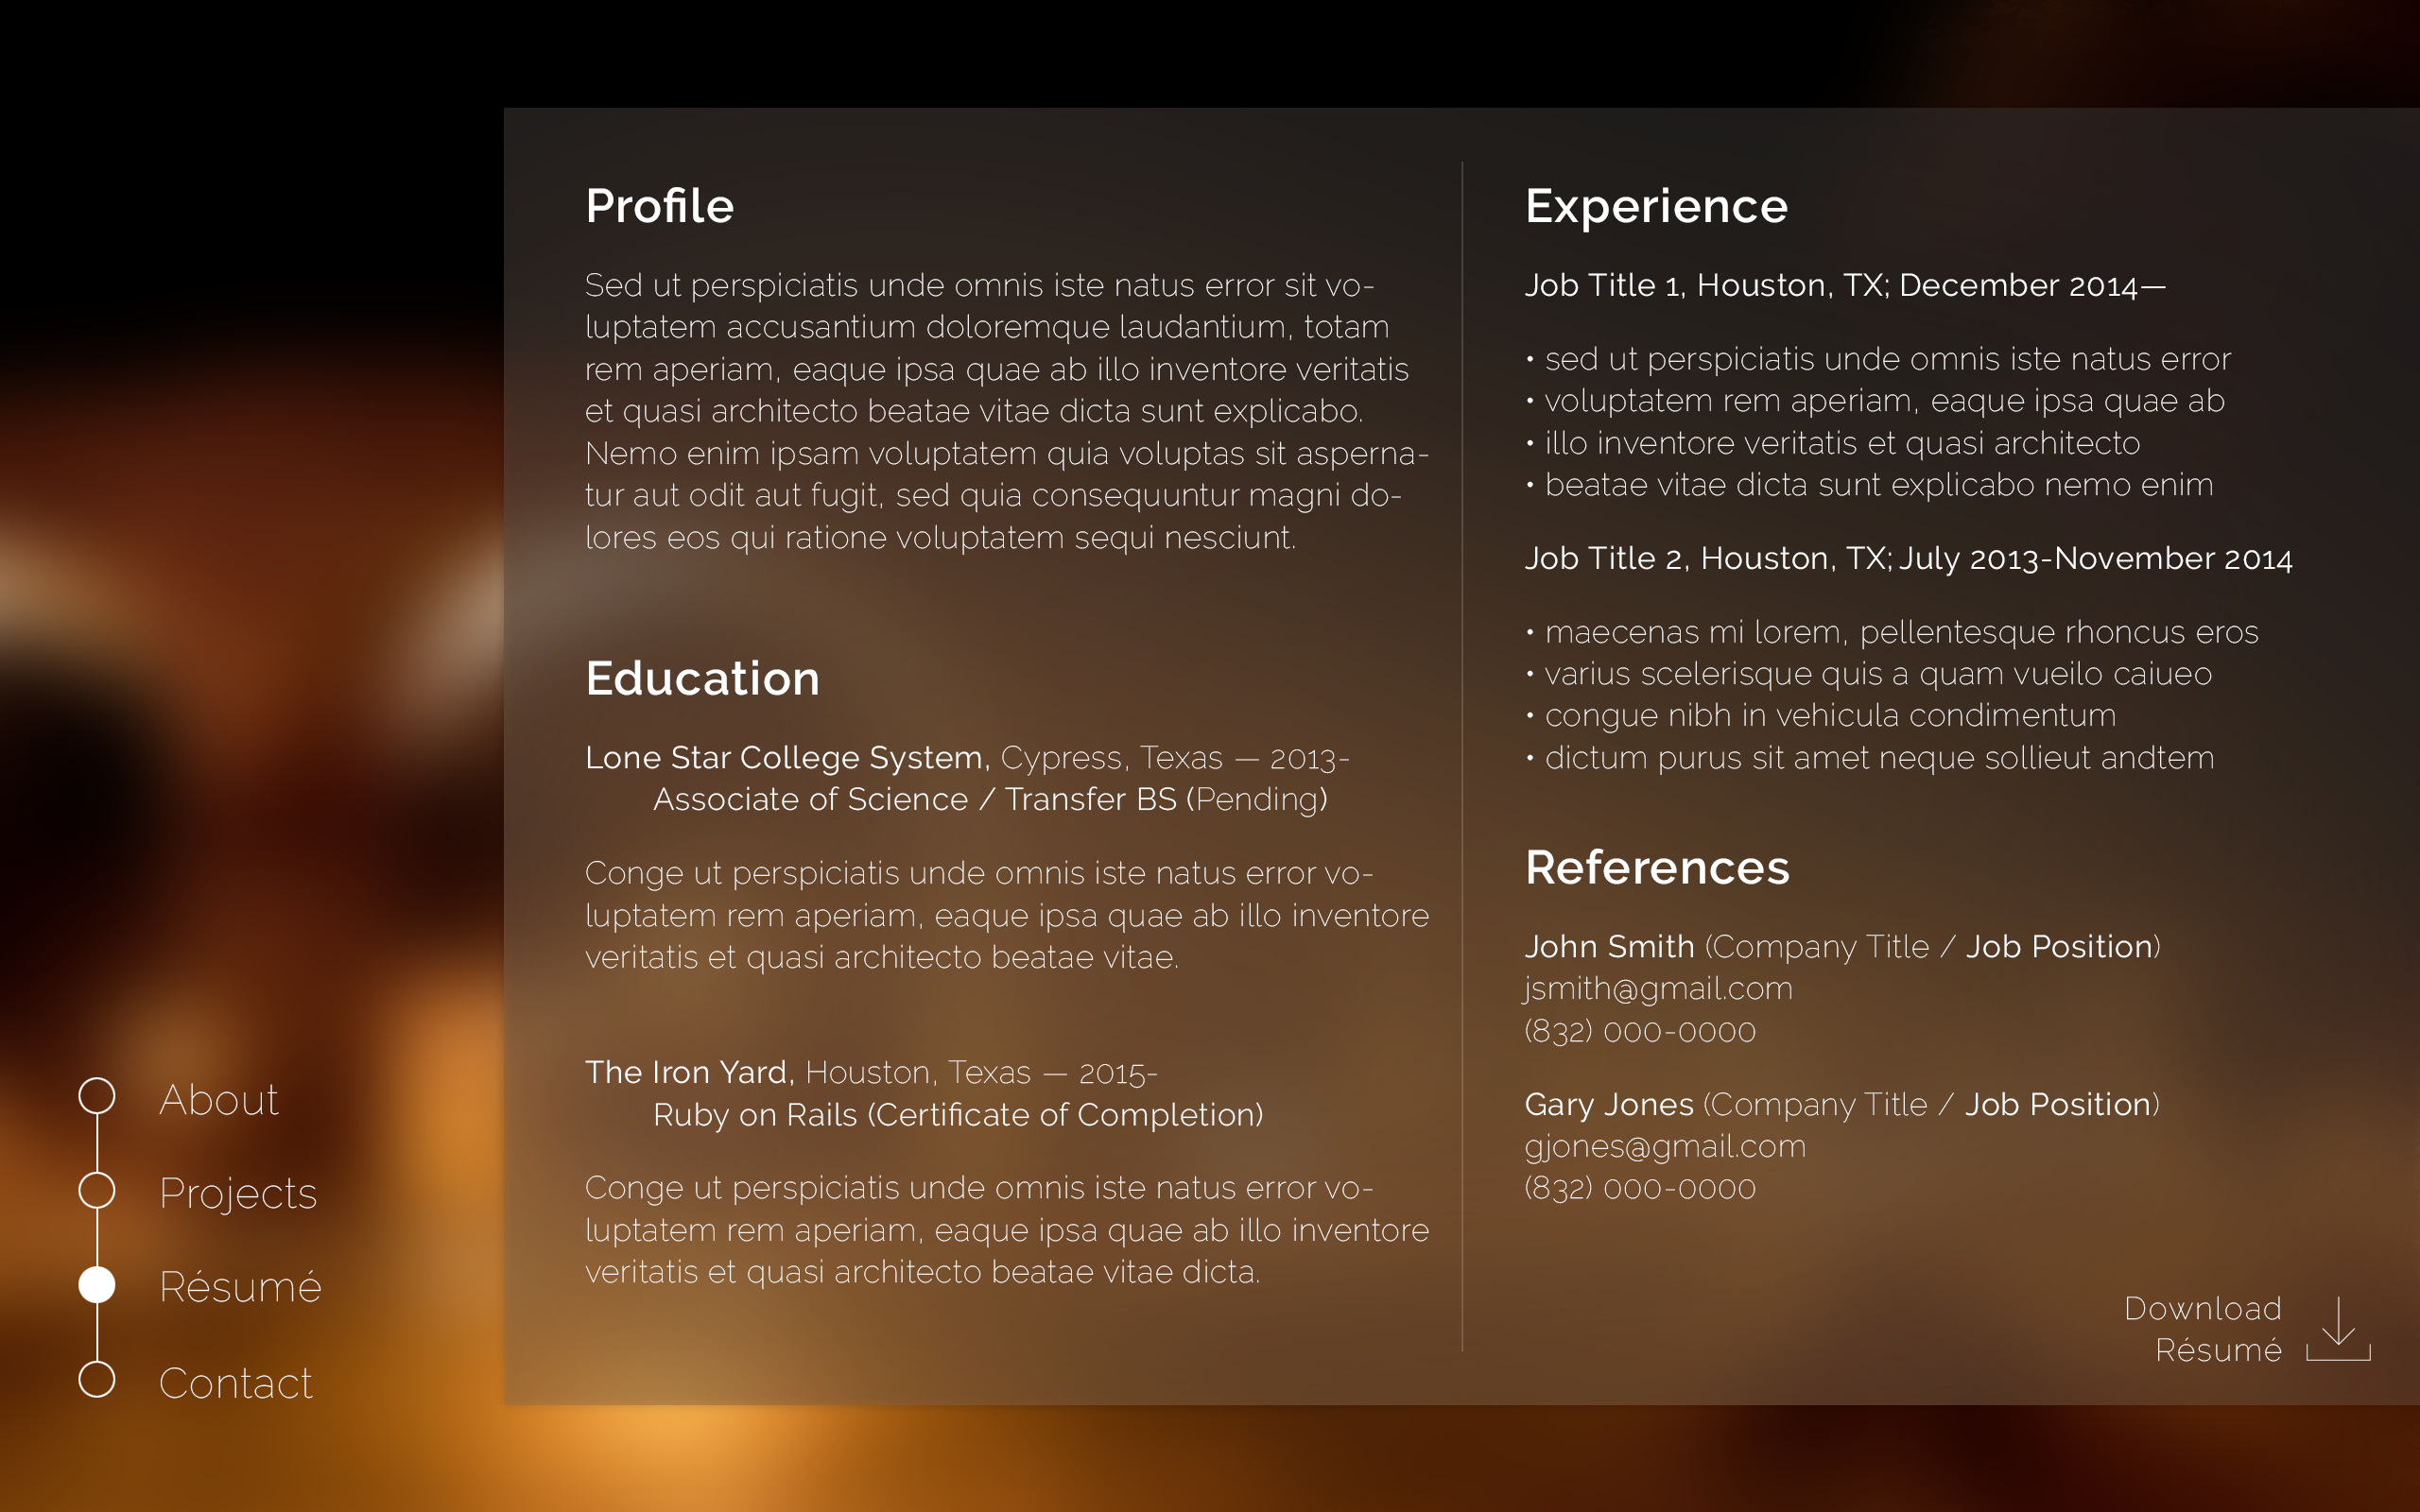 About
Projects
Résumé
Contact
Profile
Sed ut perspiciatis unde omnis iste natus error sit vo-
luptatem accusantium doloremque laudantium, totam
rem aperiam, eaque ipsa quae ab illo inventore veritatis
et quasi architecto beatae vitae dicta sunt explicabo.
Nemo enim ipsam voluptatem quia voluptas sit asperna-
tur aut odit aut fugit, sed quia consequuntur magni do-
lores eos qui ratione voluptatem sequi nesciunt.
Education
Lone Star College System, Cypress, Texas — 2013-
Associate of Science / Transfer BS (Pending)
Conge ut perspiciatis unde omnis iste natus error vo-
luptatem rem aperiam, eaque ipsa quae ab illo inventore
veritatis et quasi architecto beatae vitae.
The Iron Yard, Houston, Texas — 2015-
Ruby on Rails (Certificate of Completion)
Conge ut perspiciatis unde omnis iste natus error vo-
luptatem rem aperiam, eaque ipsa quae ab illo inventore
veritatis et quasi architecto beatae vitae dicta.
Experience
Job Title 1, Houston, TX; December 2014—
• sed ut perspiciatis unde omnis iste natus error
• voluptatem rem aperiam, eaque ipsa quae ab
• illo inventore veritatis et quasi architecto
• beatae vitae dicta sunt explicabo nemo enim
Job Title 2, Houston, TX; July 2013-November 2014
• maecenas mi lorem, pellentesque rhoncus eros
• varius scelerisque quis a quam vueilo caiueo
• congue nibh in vehicula condimentum
• dictum purus sit amet neque sollieut andtem
References
John Smith (Company Title / Job Position)
jsmith@gmail.com
(832) 000-0000
Gary Jones (Company Title / Job Position)
gjones@gmail.com
(832) 000-0000
Download
Résumé